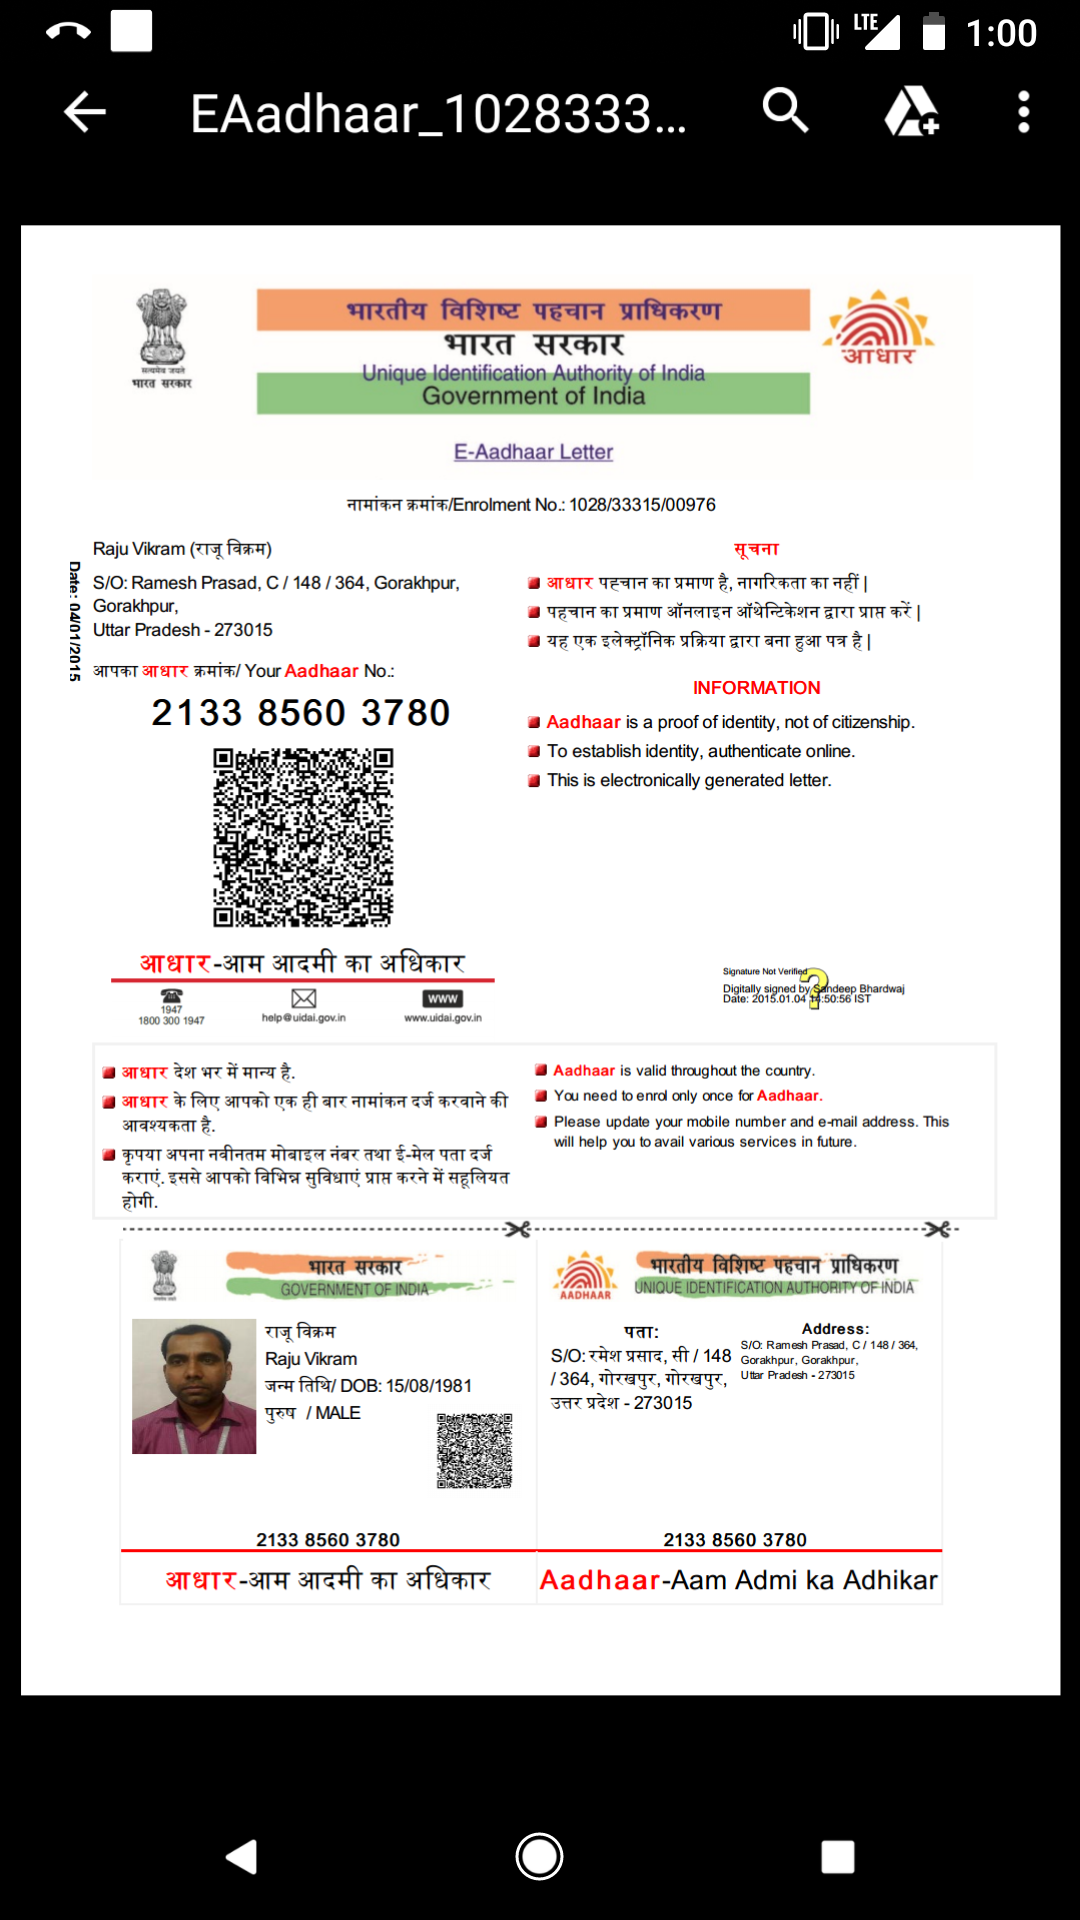 LTE 1:00
EAadhaar_1028333...
सत्यमेव जयते
भारत सरकार
भारतीय विशिष्ट पहचान प्राधिकरण
भारत सरकार
Unique Identification Authority of India
Government of India
आधार
E-Aadhaar Letter
नामांकन क्रमांक/Enrolment No.: 1028/33315/00976
Date: 04/01/2015
Raju Vikram (राजू विक्रम)
S/O: Ramesh Prasad, C / 148 / 364, Gorakhpur,
Gorakhpur,
Uttar Pradesh - 273015
आपका आधार क्रमांक/ Your Aadhaar No.:
2133 8560 3780
सूचना
आधार पहचान का प्रमाण है, नागरिकता का नहीं |
पहचान का प्रमाण ऑनलाइन ऑथेन्टिकेशन द्वारा प्राप्त करें |
यह एक इलेक्ट्रॉनिक प्रक्रिया द्वारा बना हुआ पत्र है |
INFORMATION
Aadhaar is a proof of identity, not of citizenship.
To establish identity, authenticate online.
This is electronically generated letter.
आधार-आम आदमी का अधिकार
1947
1800 300 1947
help@uidai.gov.in
www
www.uidai.gov.in
Signature Not Verified
Digitally signed by Sandeep Bhardwaj
Date: 2015.01.04 14:50:56 IST
आधार देश भर में मान्य है.
आधार के लिए आपको एक ही बार नामांकन दर्ज करवाने की
आवश्यकता है.
कृपया अपना नवीनतम मोबाइल नंबर तथा ई-मेल पता दर्ज
कराएं. इससे आपको विभिन्न सुविधाएं प्राप्त करने में सहूलियत
होगी.
Aadhaar is valid throughout the country.
You need to enrol only once for Aadhaar.
Please update your mobile number and e-mail address. This
will help you to avail various services in future.
भारत सरकार
GOVERNMENT OF INDIA
राजू विक्रम
Raju Vikram
जन्म तिथि/ DOB: 15/08/1981
पुरुष / MALE
2133 8560 3780
आधार-आम आदमी का अधिकार
AADHAAR
भारतीय विशिष्ट पहचान प्राधिकरण
UNIQUE IDENTIFICATION AUTHORITY OF INDIA
पता:
S/O: रमेश प्रसाद, सी / 148
/ 364, गोरखपुर, गोरखपुर,
उत्तर प्रदेश - 273015
Address:
S/O: Ramesh Prasad, C / 148 / 364,
Gorakhpur, Gorakhpur,
Uttar Pradesh - 273015
2133 8560 3780
Aadhaar-Aam Admi ka Adhikar